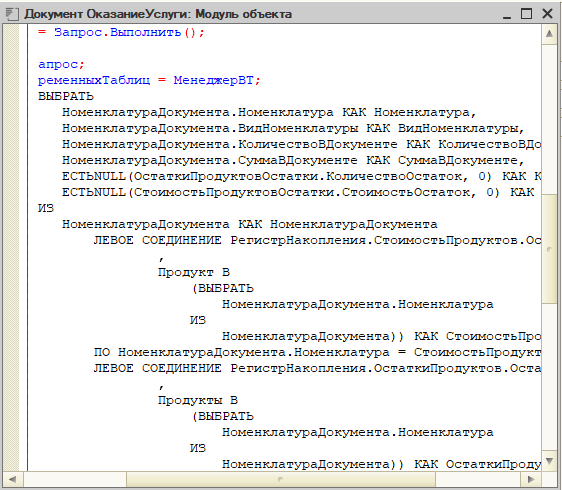 Документ ОказаниеУслуги: Модуль объекта
= Запрос.Выполнить();
апрос;
ременныхТаблиц = МенеджерВТ;
ВЫБРАТЬ
НоменклатураДокумента.Номенклатура КАК Номенклатура,
НоменклатураДокумента.ВидНоменклатуры КАК ВидНоменклатуры,
НоменклатураДокумента.КоличествоВДокументе КАК КоличествоВДо
НоменклатураДокумента.СуммаВДокументе КАК СуммаВДокументе,
ЕСТЬNULL(ОстаткиПродуктовОстатки.КоличествоОстаток, 0) КАК К
ЕСТЬNULL(СтоимостьПродуктовОстатки.СтоимостьОстаток, 0) КАК
ИЗ
НоменклатураДокумента КАК НоменклатураДокумента
ЛЕВОЕ СОЕДИНЕНИЕ РегистрНакопления.СтоимостьПродуктов.Ос
,
Продукт В
(ВЫБРАТЬ
НоменклатураДокумента.Номенклатура
ИЗ
НоменклатураДокумента)) КАК СтоимостьПро
ПО НоменклатураДокумента.Номенклатура = СтоимостьПродукт
ЛЕВОЕ СОЕДИНЕНИЕ РегистрНакопления.ОстаткиПродуктов.Оста
,
Продукты В
(ВЫБРАТЬ
НоменклатураДокумента.Номенклатура
ИЗ
НоменклатураДокумента)) КАК ОстаткиПроду